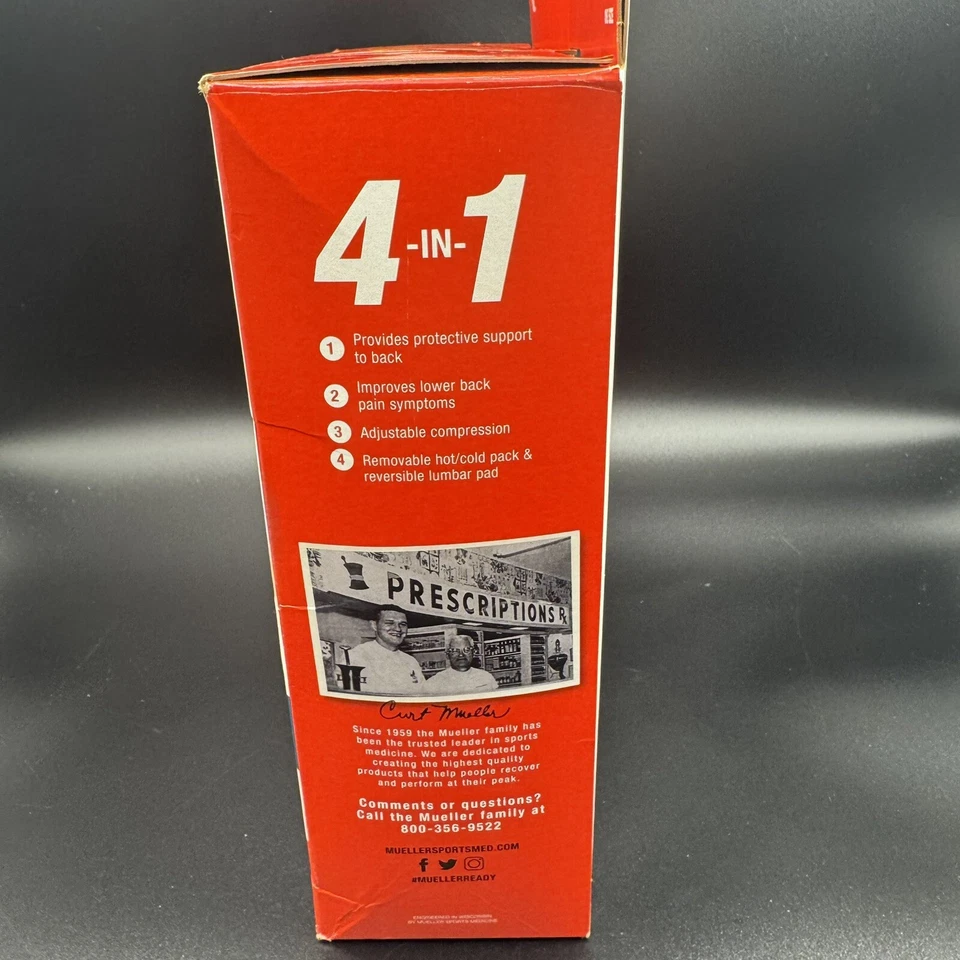 4-IN-1
1 Provides protective support
to back
2 Improves lower back
pain symptoms
3 Adjustable compression
4 Removable hot/cold pack &
reversible lumbar pad
PRESCRIPTIONS ℞
Curt Mueller
Since 1959 the Mueller family has
been the trusted leader in sports
medicine. We are dedicated to
creating the highest quality
products that help people recover
and perform at their peak.
Comments or questions?
Call the Mueller family at
800-356-9522
MUELLERSPORTSMED.COM
#MUELLERREADY
ENGINEERED IN WISCONSIN
BY MUELLER SPORTS MEDICINE